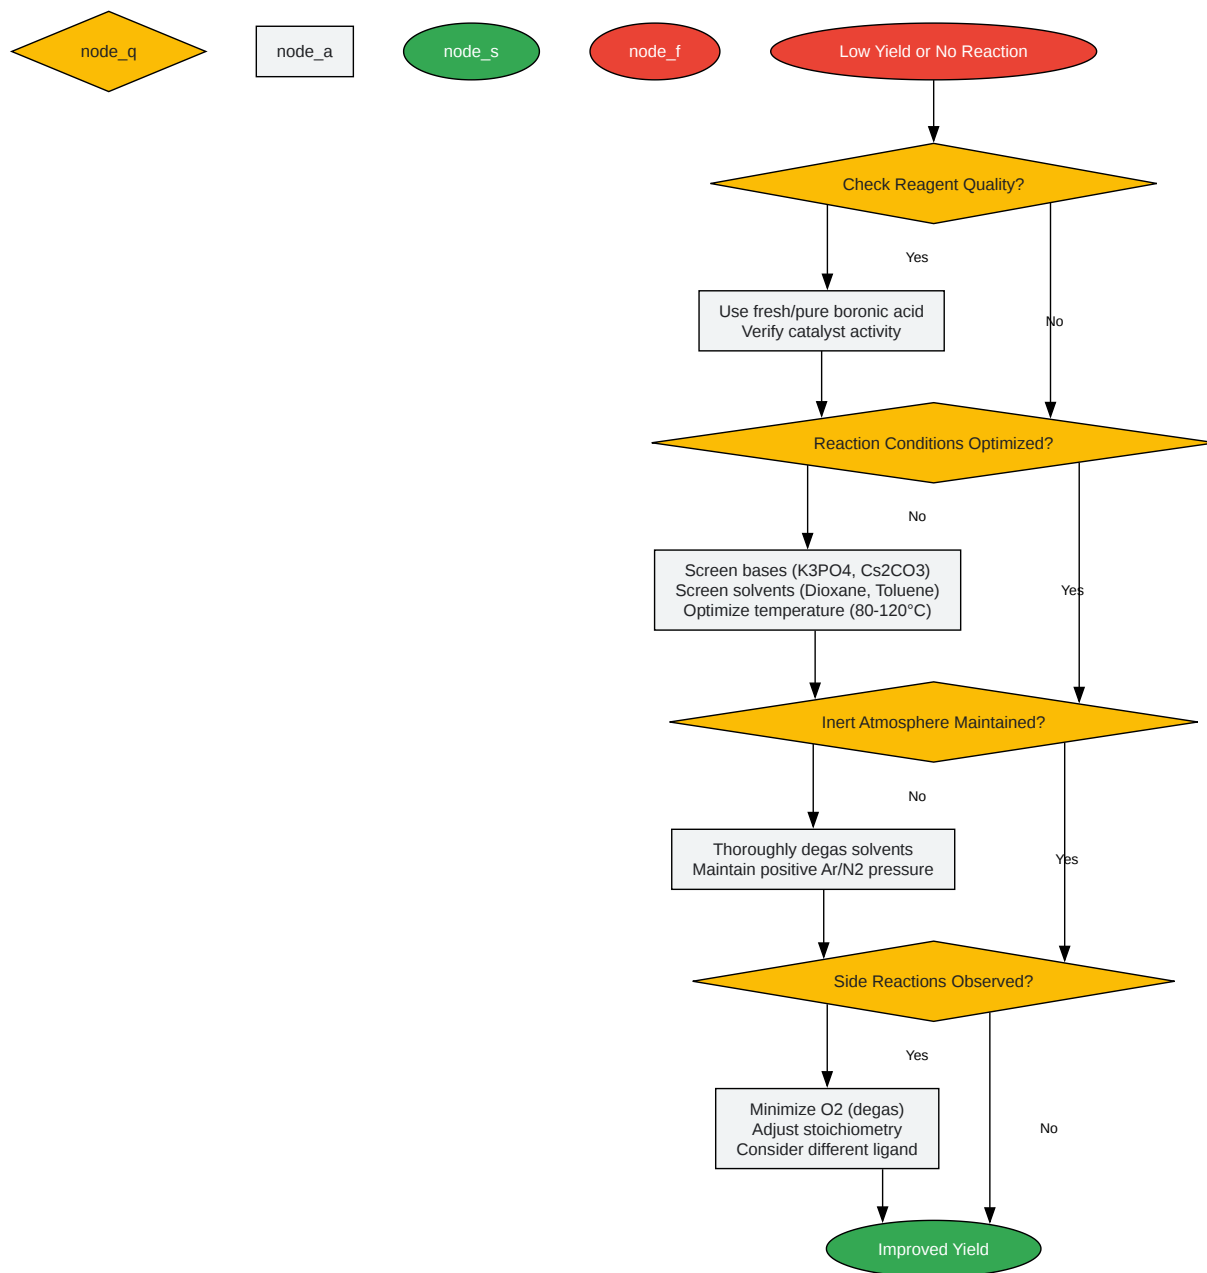 node_q
node_a
node_s
node_f
Low Yield or No Reaction
Check Reagent Quality?
Yes
Use fresh/pure boronic acid
Verify catalyst activity
No
Reaction Conditions Optimized?
No
Screen bases (K3PO4, Cs2CO3)
Screen solvents (Dioxane, Toluene)
Optimize temperature (80-120°C)
Yes
Inert Atmosphere Maintained?
No
Thoroughly degas solvents
Maintain positive Ar/N2 pressure
Yes
Side Reactions Observed?
Yes
Minimize O2 (degas)
Adjust stoichiometry
Consider different ligand
No
Improved Yield